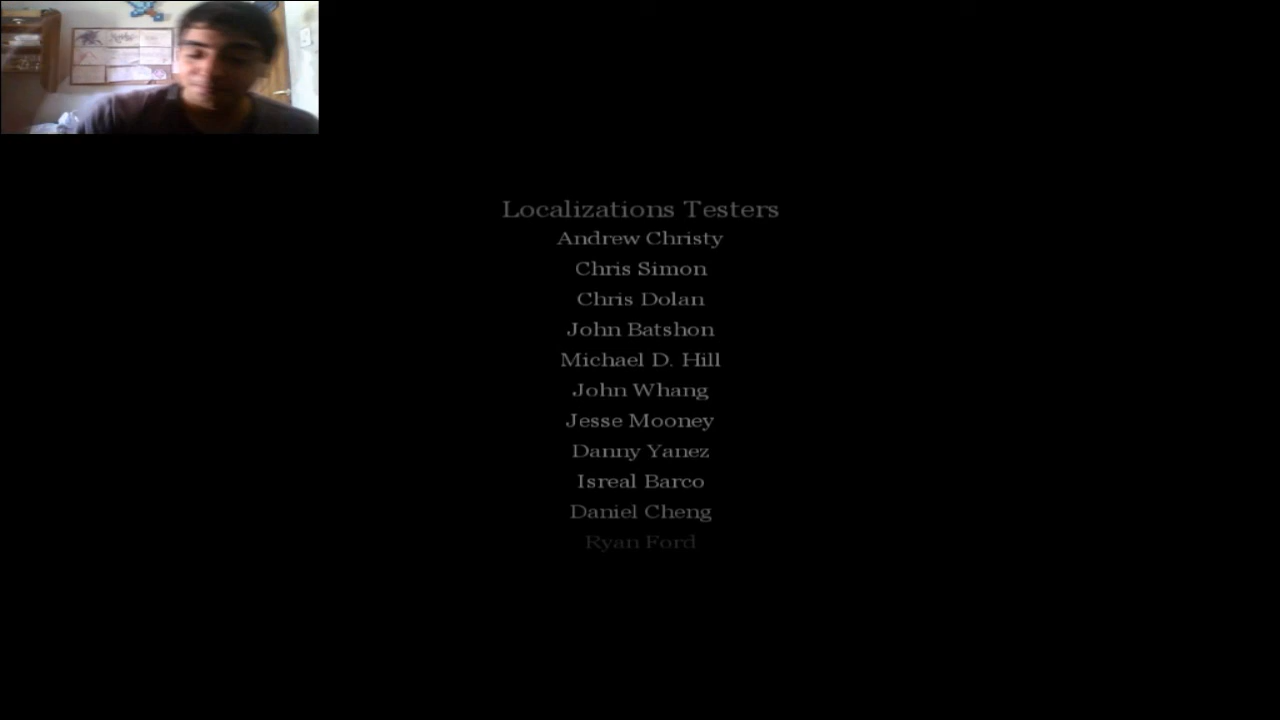 Localizations Testers
Andrew Christy
Chris Simon
Chris Dolan
John Batshon
Michael D. Hill
John Whang
Jesse Mooney
Danny Yanez
Isreal Barco
Daniel Cheng
Ryan Ford